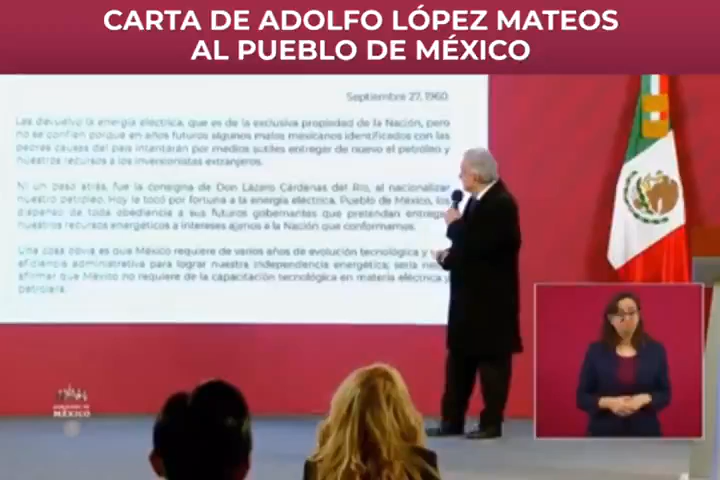 CARTA DE ADOLFO LÓPEZ MATEOS
AL PUEBLO DE MÉXICO
Septiembre 27, 1960.
Les devuelvo la energía eléctrica, que es de la exclusiva propiedad de la Nación, pero
no se confíen porque en años futuros algunos malos mexicanos identificados con las
peores causas del país intentarán por medios sutiles entregar de nuevo el petróleo y
nuestros recursos a los inversionistas extranjeros.
Ni un paso atrás, fue la consigna de Don Lázaro Cárdenas del Río, al nacionalizar
nuestro petróleo. Hoy le tocó por fortuna a la energía eléctrica. Pueblo de México, los
dispenso de toda obediencia a sus futuros gobernantes que pretendan entrega
nuestros recursos energéticos a intereses ajenos a la Nación que conformamos.
Una cosa obvia es que México requiere de varios años de evolución tecnológica y
eficiencia administrativa para lograr nuestra independencia energética; sería
afirmar que México no requiere de la capacitación tecnológica en materia eléctrica y
petrolera.
GOBIERNO DE
MÉXICO